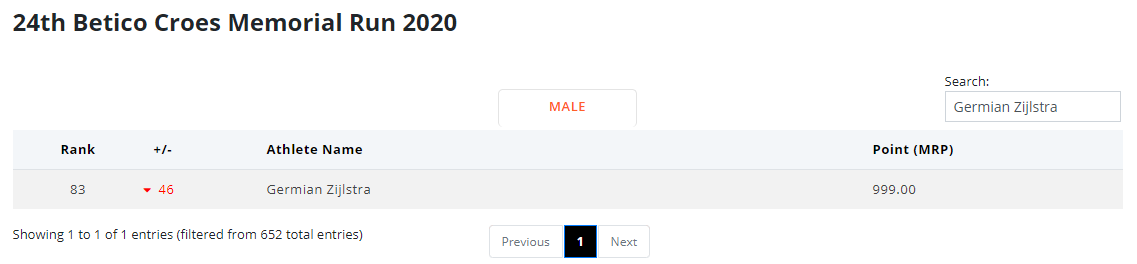 24th Betico Croes Memorial Run 2020
Search:
MALE
Germian Zijlstra
Rank +/- Athlete Name Point (MRP)
83 46 Germian Zijlstra 999.00
Showing 1 to 1 of 1 entries (filtered from 652 total entries)
Previous 1 Next